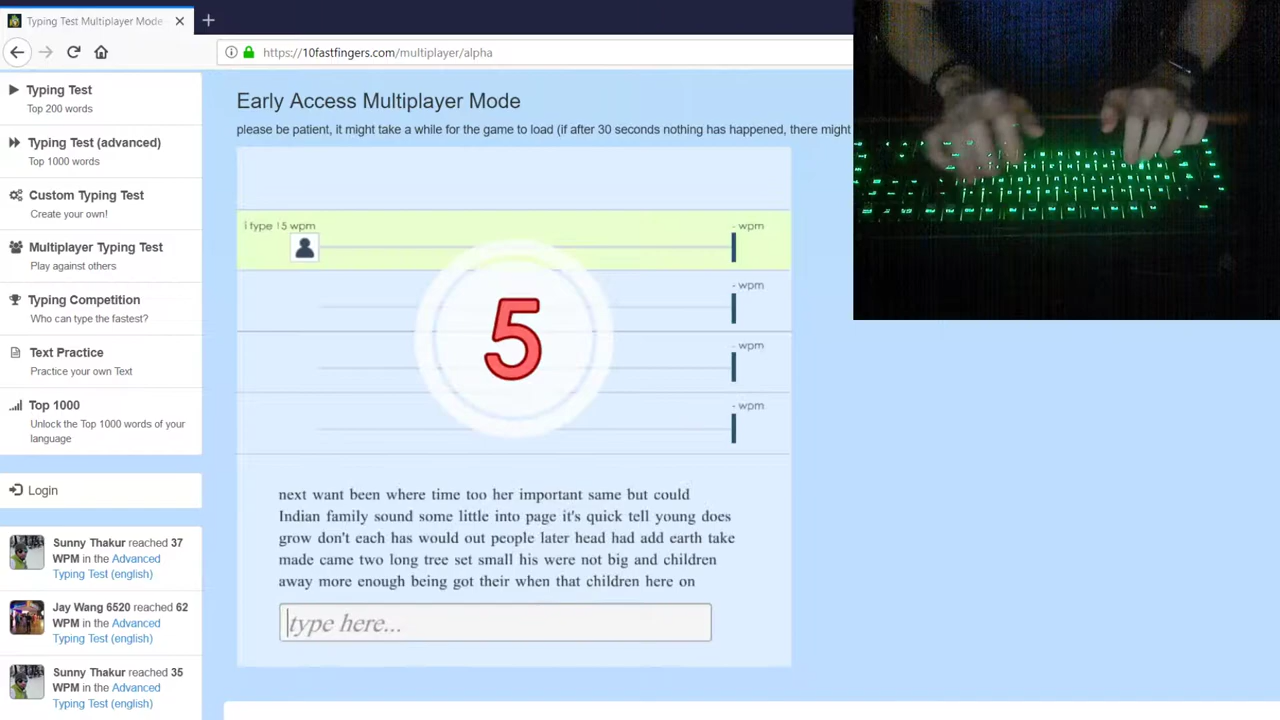 Typing Test Multiplayer Mode
https://10fastfingers.com/multiplayer/alpha
Typing Test
Top 200 words
Typing Test (advanced)
Top 1000 words
Custom Typing Test
Create your own!
Multiplayer Typing Test
Play against others
Typing Competition
Who can type the fastest?
Text Practice
Practice your own Text
Top 1000
Unlock the Top 1000 words of your
language
Login
Sunny Thakur reached 37
WPM in the Advanced
Typing Test (english)
Jay Wang 6520 reached 62
WPM in the Advanced
Typing Test (english)
Sunny Thakur reached 35
WPM in the Advanced
Typing Test (english)
Early Access Multiplayer Mode
please be patient, it might take a while for the game to load (if after 30 seconds nothing has happened, there might
i type !5 wpm
- wpm
- wpm
- wpm
- wpm
5
next want been where time too her important same but could
Indian family sound some little into page it's quick tell young does
grow don't each has would out people later head had add earth take
made came two long tree set small his were not big and children
away more enough being got their when that children here on
type here...